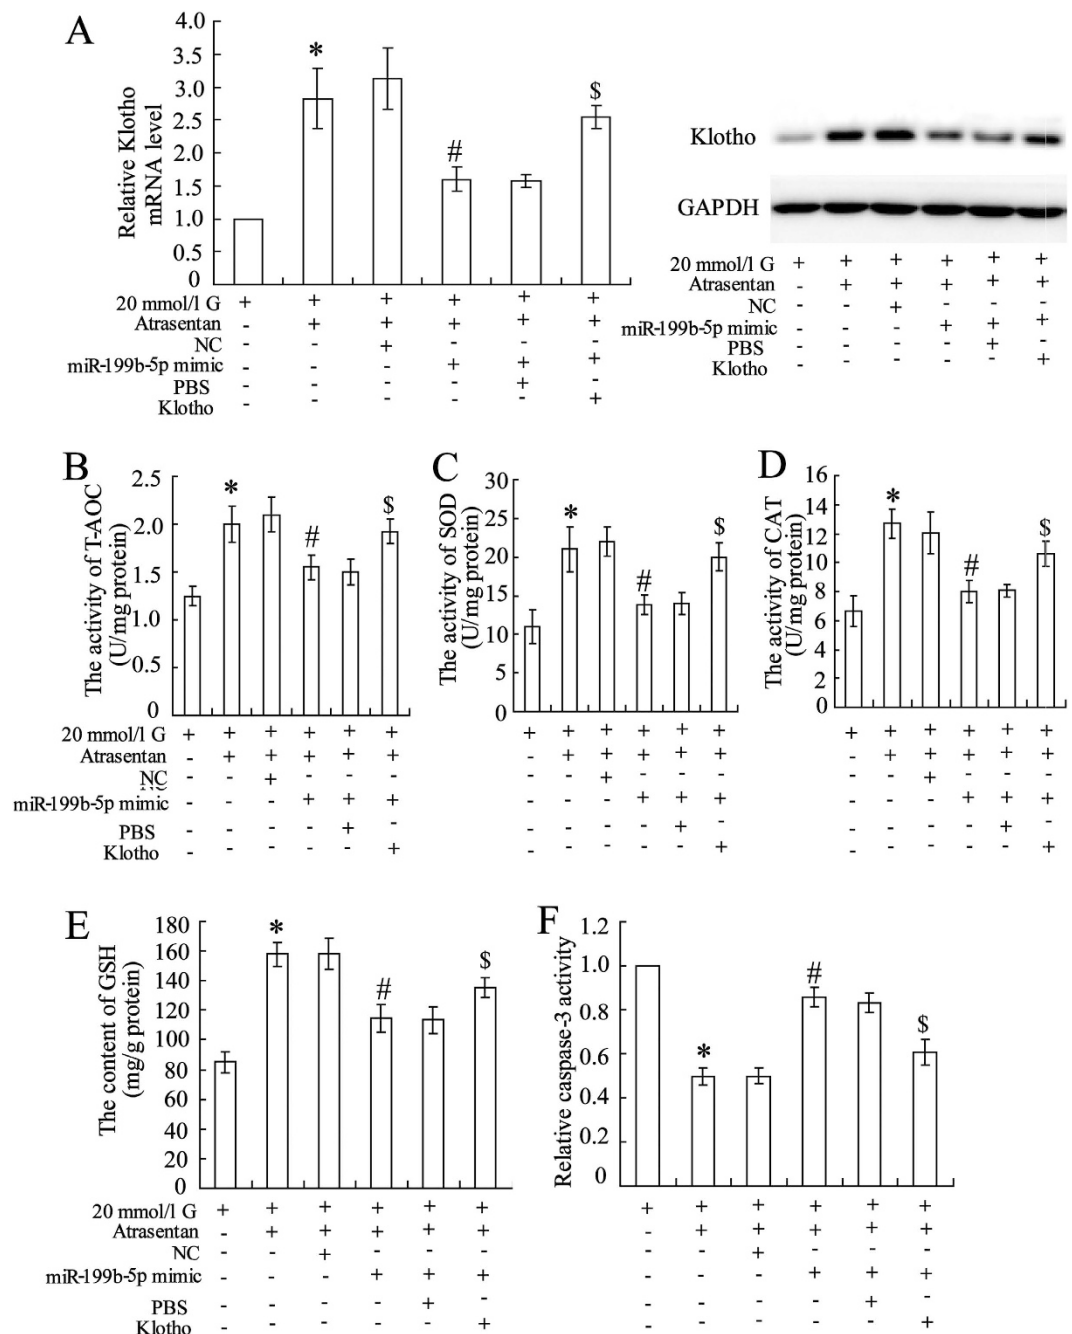 A
4.0
3.5
3.0
2.5
2.0
1.5
1.0
0.5
0
Relative Klotho
mRNA level
* # $
20 mmol/l G + + + + + +
Atrasentan - + + + + +
NC - - + - - -
miR-199b-5p mimic - - - + + +
PBS - - - - + -
Klotho - - - - - +
Klotho
GAPDH
20 mmol/l G + + + + + +
Atrasentan - + + + + +
NC - - + - - -
miR-199b-5p mimic - - - + + +
PBS - - - - + -
Klotho - - - - - +
B
2.5
2.0
1.5
1.0
0.5
0
The activity of T-AOC
(U/mg protein)
* # $
C
30
25
20
15
10
5
0
The activity of SOD
(U/mg protein)
* # $
D
16
14
12
10
8
6
4
2
0
The activity of CAT
(U/mg protein)
* # $
20 mmol/l G + + + + + + + + + + + + + + + + + +
Atrasentan - + + + + + - + + + + + - + + + + +
NC - - + - - - - - + - - - - - + - - -
miR-199b-5p mimic - - - + + + - - - + + + - - - + + +
PBS - - - - + - - - - - + - - - - - + -
Klotho - - - - - + - - - - - + - - - - - +
E
180
160
140
120
100
80
60
40
20
0
The content of GSH
(mg/g protein)
* # $
F
1.2
1.0
0.8
0.6
0.4
0.2
0
Relative caspase-3 activity
* # $
20 mmol/l G + + + + + + + + + + + +
Atrasentan - + + + + + - + + + + +
NC - - + - - - - - + - - -
miR-199b-5p mimic - - - + + + - - - + + +
PBS - - - - + - - - - - + -
Klotho - - - - - + - - - - - +